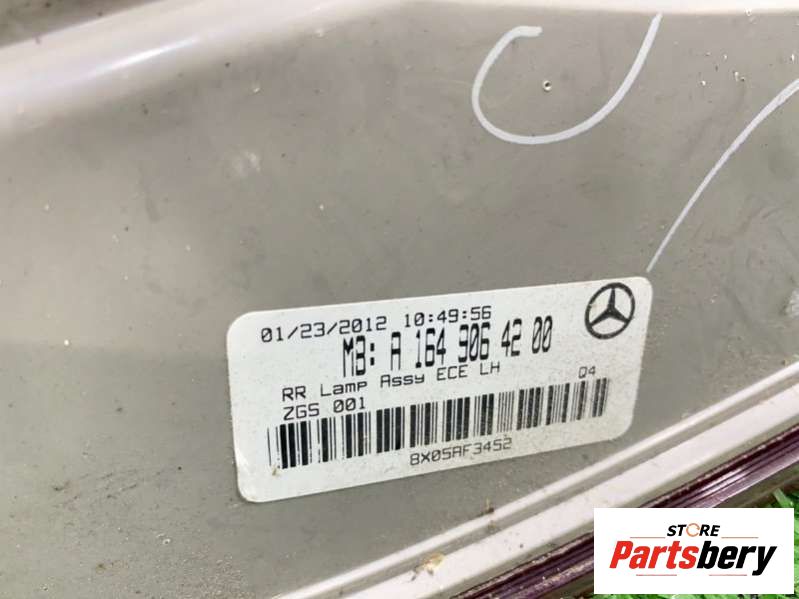 01/23/2012 10:49:56
MB: A 164 906 42 00
RR Lamp Assy ECE LH
ZGS 001
Q4
8X05AF3452
STORE
Partsbery